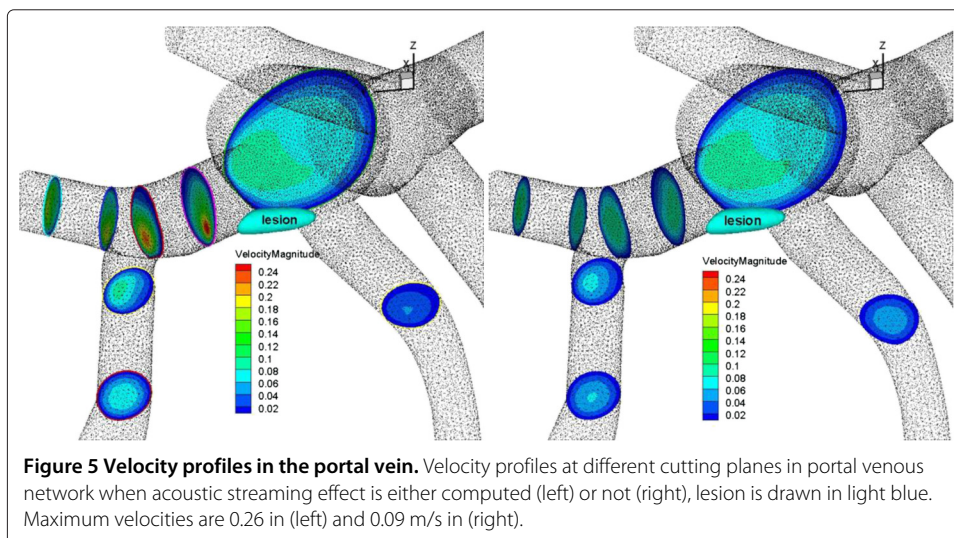 Z
X
lesion
VelocityMagnitude
0.24
0.22
0.2
0.18
0.16
0.14
0.12
0.1
0.08
0.06
0.04
0.02
Z
X
lesion
VelocityMagnitude
0.24
0.22
0.2
0.18
0.16
0.14
0.12
0.1
0.08
0.06
0.04
0.02
Figure 5 Velocity profiles in the portal vein. Velocity profiles at different cutting planes in portal venous
network when acoustic streaming effect is either computed (left) or not (right), lesion is drawn in light blue.
Maximum velocities are 0.26 in (left) and 0.09 m/s in (right).